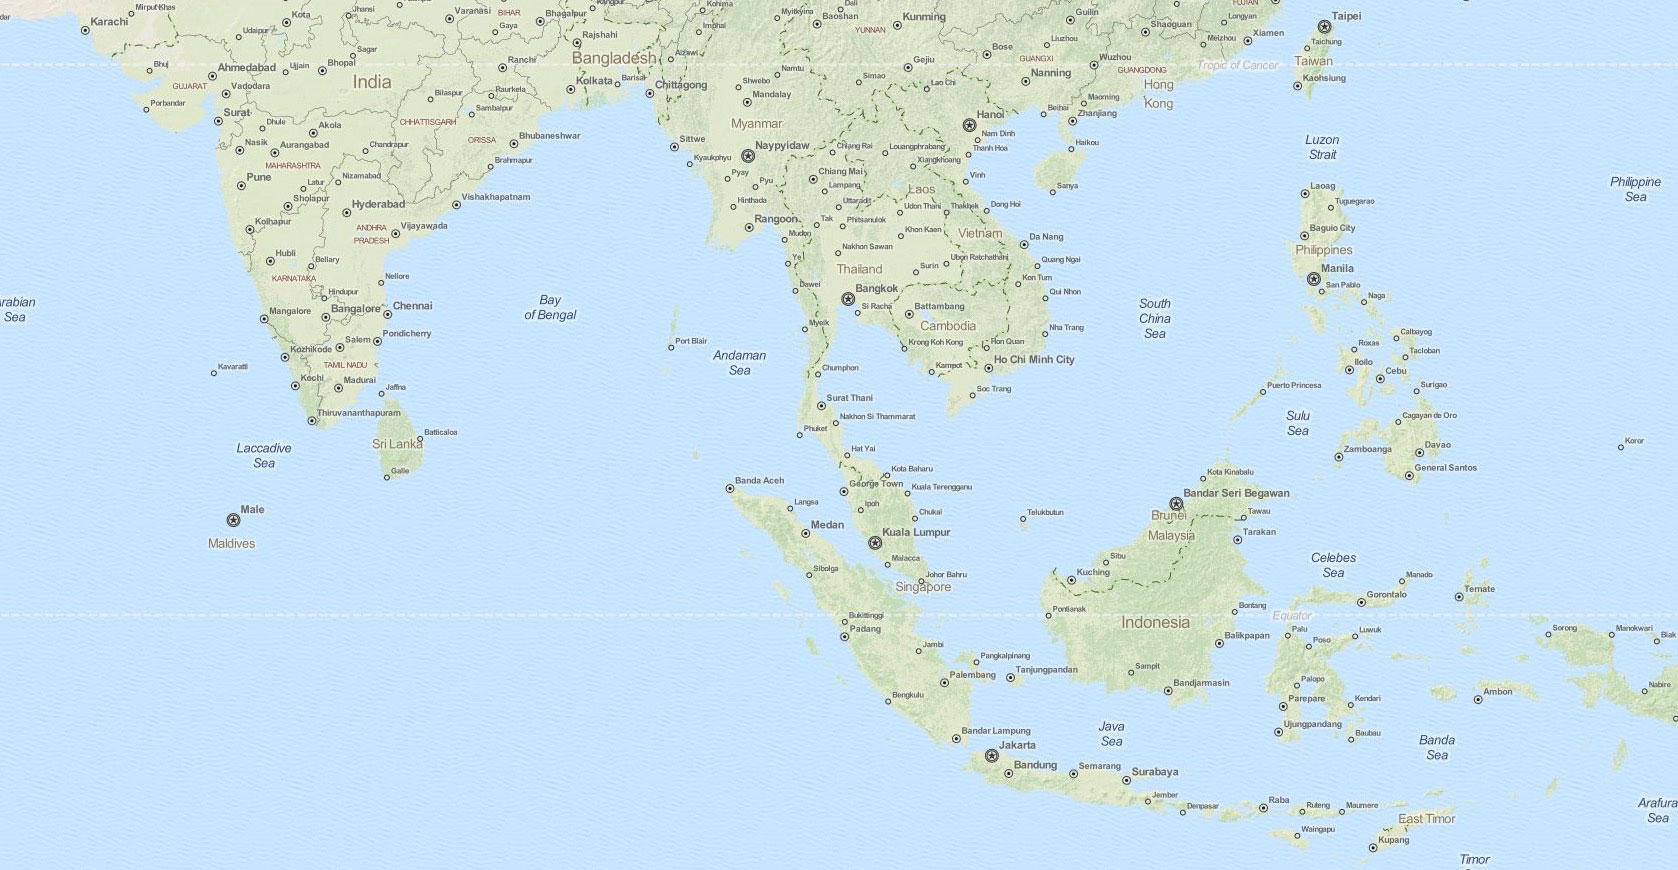 Karachi
Mirput Khas
Udaipur
Kota
Jhansi
Varanasi
BIHAR
Gaya
Bhagalpur
Rajshahi
Kohima
Imphal
Aizawl
Myitkyina
Dali
Baoshan
Kunming
YUNNAN
Guilin
Shaoguan
Longyan
Meizhou
Xiamen
FUJIAN
Taipei
Taichung
Taiwan
Kaohsiung
Bhuj
GUJARAT
Ahmedabad
Vadodara
Ujjain
Sagar
Bhopal
India
Ranchi
Bangladesh
Kolkata
Barisal
Chittagong
Namtu
Shwebo
Mandalay
Simao
Gejiu
Lao Chi
Bose
Liuzhou
GUANGXI
Nanning
Wuzhou
GUANGDONG
Tropic of Cancer
Hong
Kong
Porbandar
Surat
Dhule
Nasik
Aurangabad
Akola
Bilaspur
Raurkela
Sambalpur
CHHATTISGARH
ORISSA
Bhubaneshwar
Chandrapur
MAHARASHTRA
Brahmapur
Myanmar
Sittwe
Naypyidaw
Kyaukphyu
Hanoi
Nam Dinh
Thanh Hoa
Beihai
Maoming
Zhanjiang
Haikou
Sanya
Luzon
Strait
Philippine
Sea
Pune
Latur
Nizamabad
Sholapur
Hyderabad
Vishakhapatnam
Kolhapur
ANDHRA
PRADESH
Vijayawada
Pyay
Pyu
Hinthada
Rangoon
Mudon
Ye
Dawei
Myeik
Chiang Rai
Chiang Mai
Lampang
Louangphrabang
Xiangkhoang
Vinh
Laos
Uttaradit
Tak
Phitsanulok
Udon Thani
Thakhek
Dong Hoi
Khon Kaen
Vietnam
Da Nang
Nakhon Sawan
Ubon Ratchathani
Surin
Quang Ngai
Kon Tum
Qui Nhon
Thailand
Bangkok
Si Racha
Battambang
Cambodia
Nha Trang
Krong Koh Kong
Hon Quan
Kampot
Ho Chi Minh City
Soc Trang
Laoag
Tuguegarao
Baguio City
Philippines
Manila
San Pablo
Naga
Calbayog
Roxas
Tacloban
Iloilo
Cebu
Puerto Princesa
Surigao
Cagayan de Oro
Davao
Zamboanga
General Santos
Koror
Hubli
Bellary
KARNATAKA
Nellore
Hindupur
Mangalore
Bangalore
Chennai
Pondicherry
Salem
Kozhikode
TAMIL NADU
Kavaratti
Kochi
Madurai
Jaffna
Thiruvananthapuram
Batticaloa
Sri Lanka
Galle
Arabian
Sea
Bay
of Bengal
Andaman
Sea
Port Blair
South
China
Sea
Sulu
Sea
Laccadive
Sea
Male
Maldives
Chumphon
Surat Thani
Nakhon Si Thammarat
Phuket
Hat Yai
Kota Baharu
George Town
Kuala Terengganu
Ipoh
Chukai
Kuala Lumpur
Malacca
Johor Bahru
Singapore
Banda Aceh
Langsa
Medan
Sibolga
Telukbutun
Kota Kinabalu
Bandar Seri Begawan
Brunei
Malaysia
Tawau
Tarakan
Sibu
Kuching
Celebes
Sea
Manado
Gorontalo
Ternate
Equator
Bukittinggi
Padang
Jambi
Pangkalpinang
Tanjungpandan
Palembang
Bengkulu
Pontianak
Indonesia
Bontang
Balikpapan
Sampit
Bandjarmasin
Palu
Poso
Luwuk
Palopo
Parepare
Kendari
Ujungpandang
Baubau
Sorong
Manokwari
Biak
Nabire
Ambon
Bandar Lampung
Jakarta
Bandung
Semarang
Surabaya
Jember
Denpasar
Java
Sea
Banda
Sea
Raba
Ruteng
Maumere
Waingapu
East Timor
Kupang
Arafura
Sea
Timor